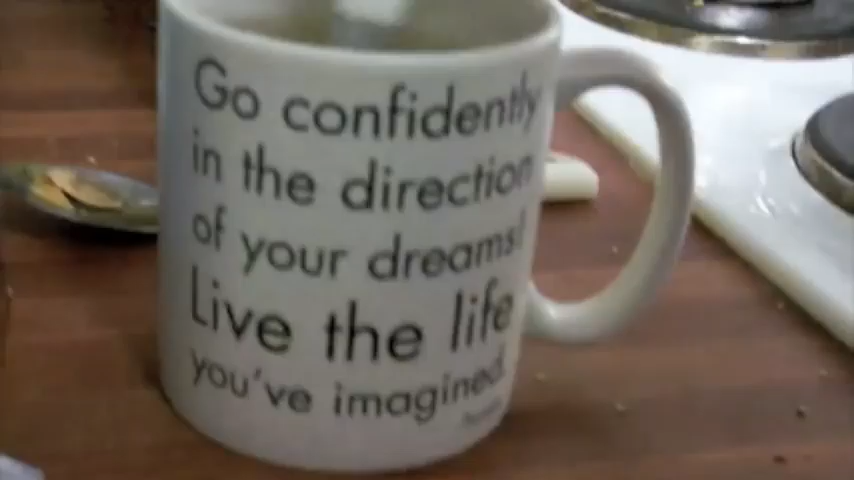 Go confidently
in the direction
of your dreams!
Live the life
you've imagined.